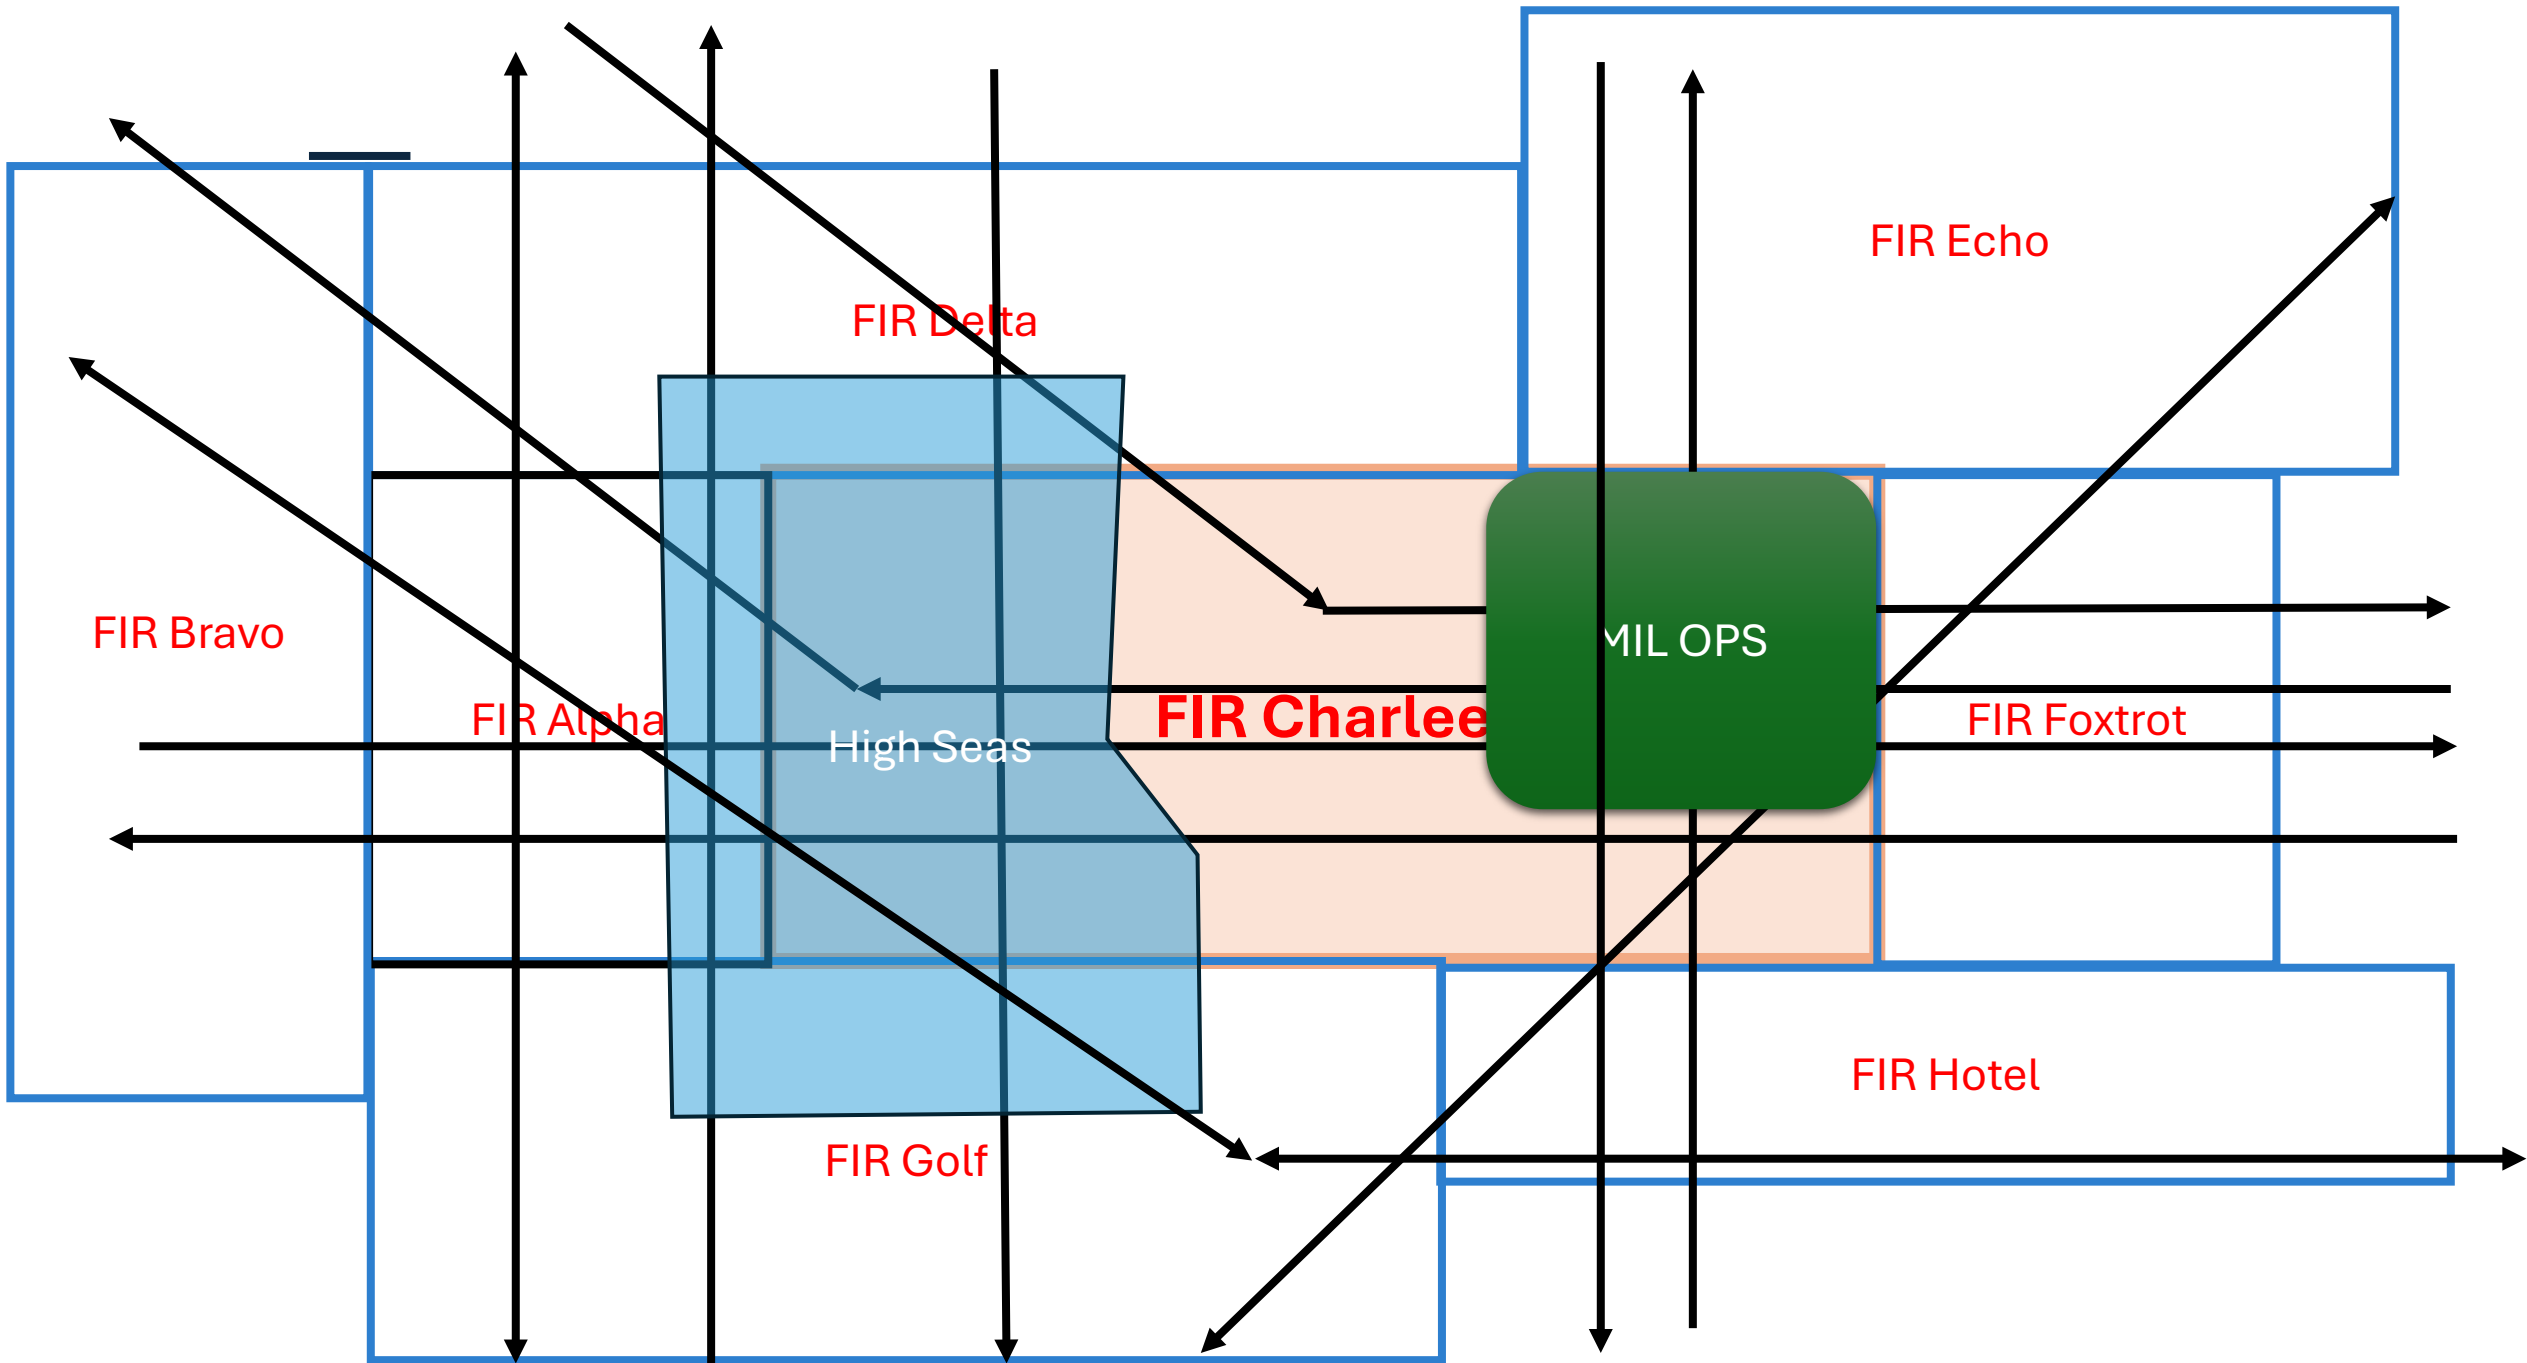 FIR Echo
FIR Delta
FIR Bravo
MIL OPS
FIR Alpha
FIR Charlee
FIR Foxtrot
High Seas
FIR Hotel
FIR Golf